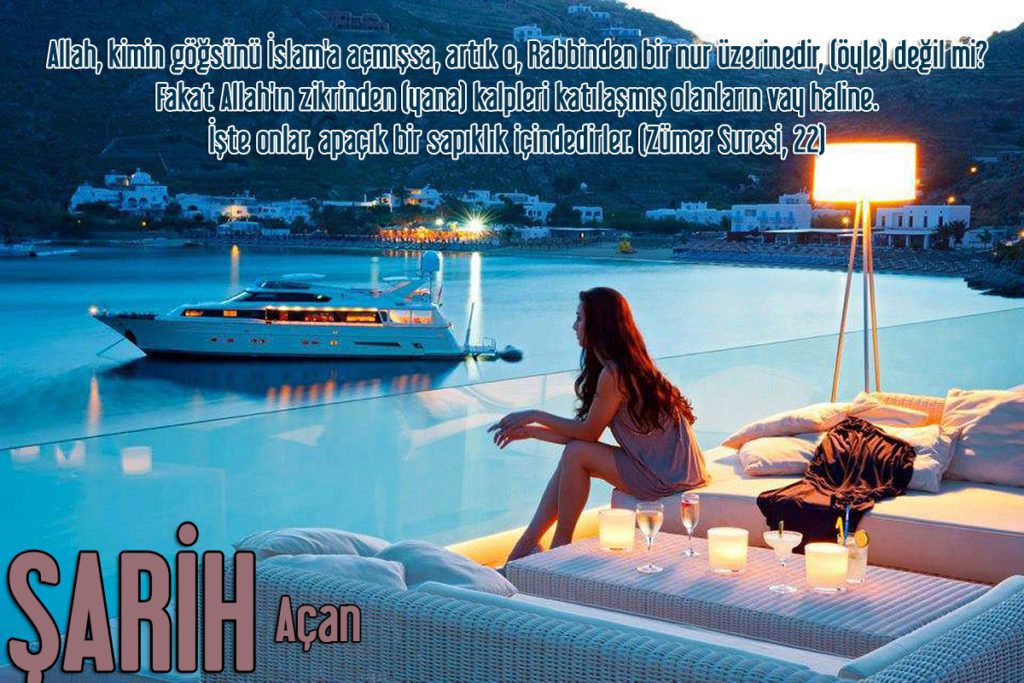 Allah, kimin göğsünü İslam'a açmışsa, artık o, Rabbinden bir nur üzerinedir, (öyle) değil mi?
Fakat Allah'ın zikrinden (yana) kalpleri katılaşmış olanların vay haline.
İşte onlar, apaçık bir sapıklık içindedirler. (Zümer Suresi, 22)
ŞARİH Açan